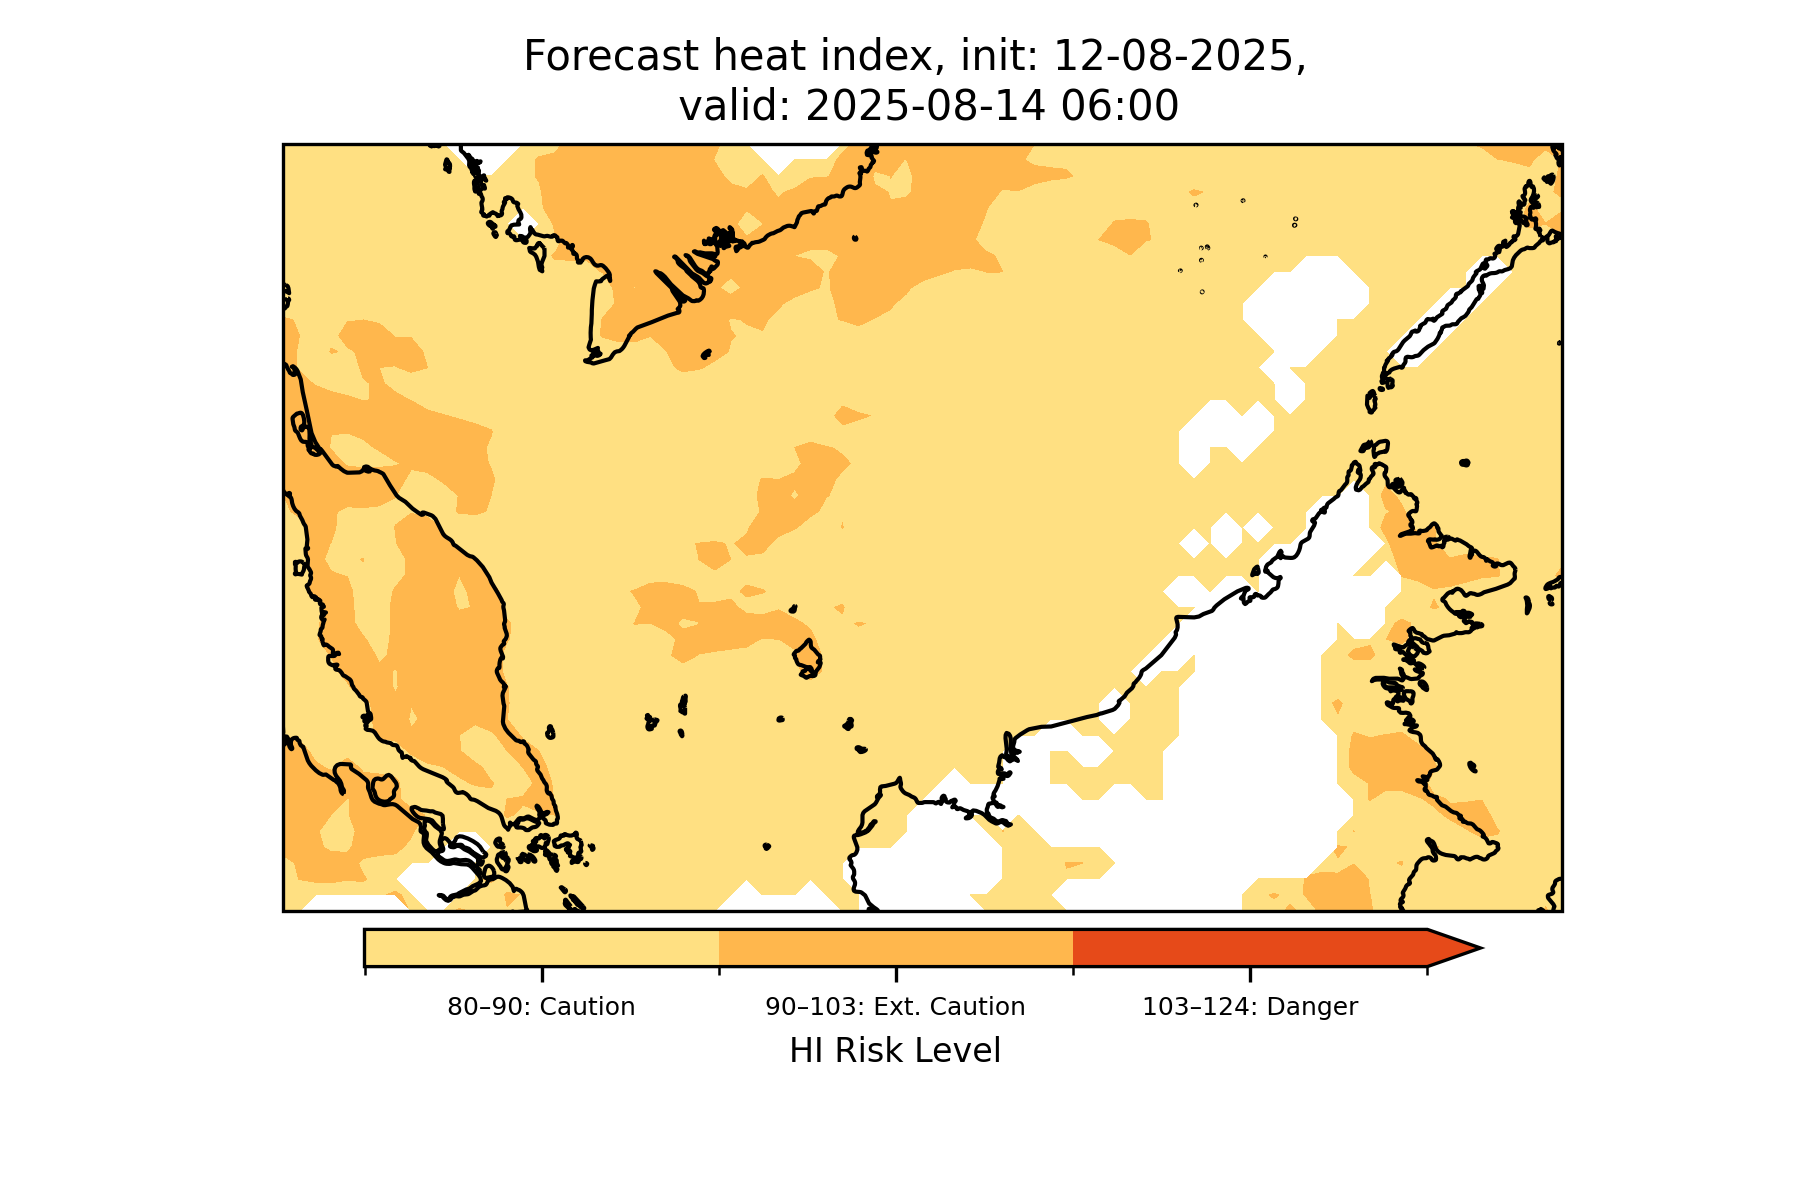 Forecast heat index, init: 12-08-2025,
valid: 2025-08-14 06:00
80–90: Caution
90–103: Ext. Caution
103–124: Danger
HI Risk Level